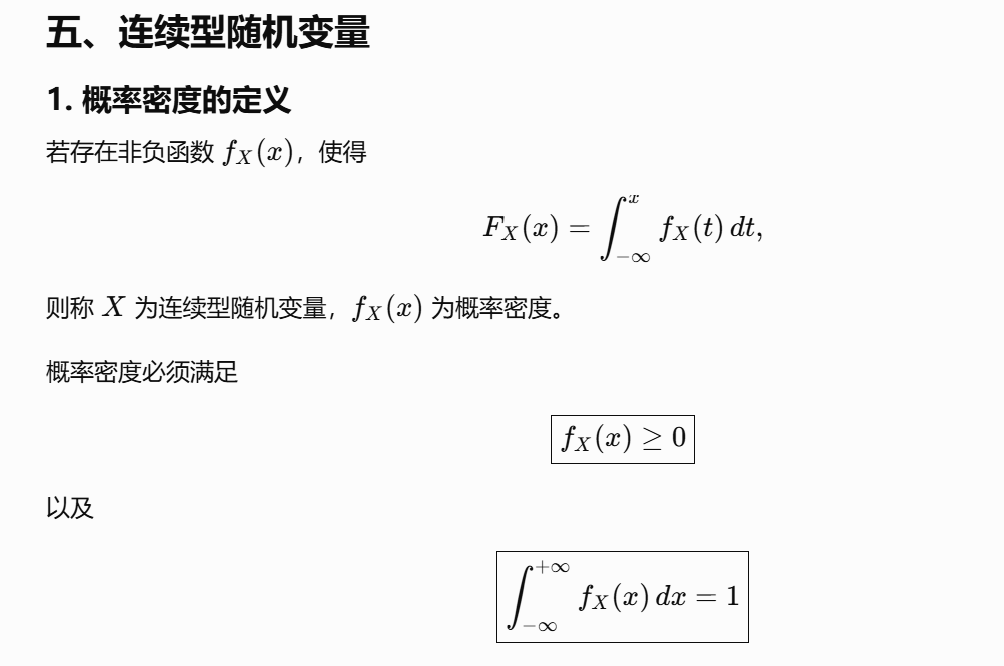 五、连续型随机变量
1. 概率密度的定义
若存在非负函数 f_X(x)，使得
F_X(x) = ∫_{-∞}^{x} f_X(t) dt,
则称 X 为连续型随机变量，f_X(x) 为概率密度。
概率密度必须满足
f_X(x) ≥ 0
以及
∫_{-∞}^{+∞} f_X(x) dx = 1